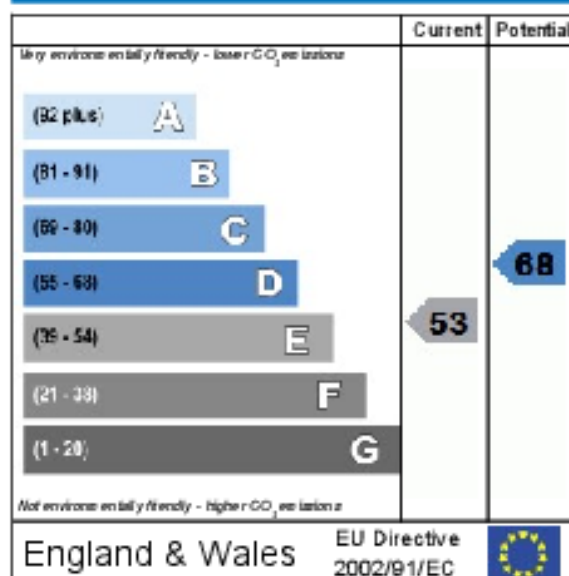 Current Potential
Very environmentally friendly - lower CO2 emissions
(92 plus) A
(81 - 91) B
(69 - 80) C
(55 - 68) D
68
(39 - 54) E
53
(21 - 38) F
(1 - 20) G
Not environmentally friendly - higher CO2 emissions
England & Wales
EU Directive
2002/91/EC